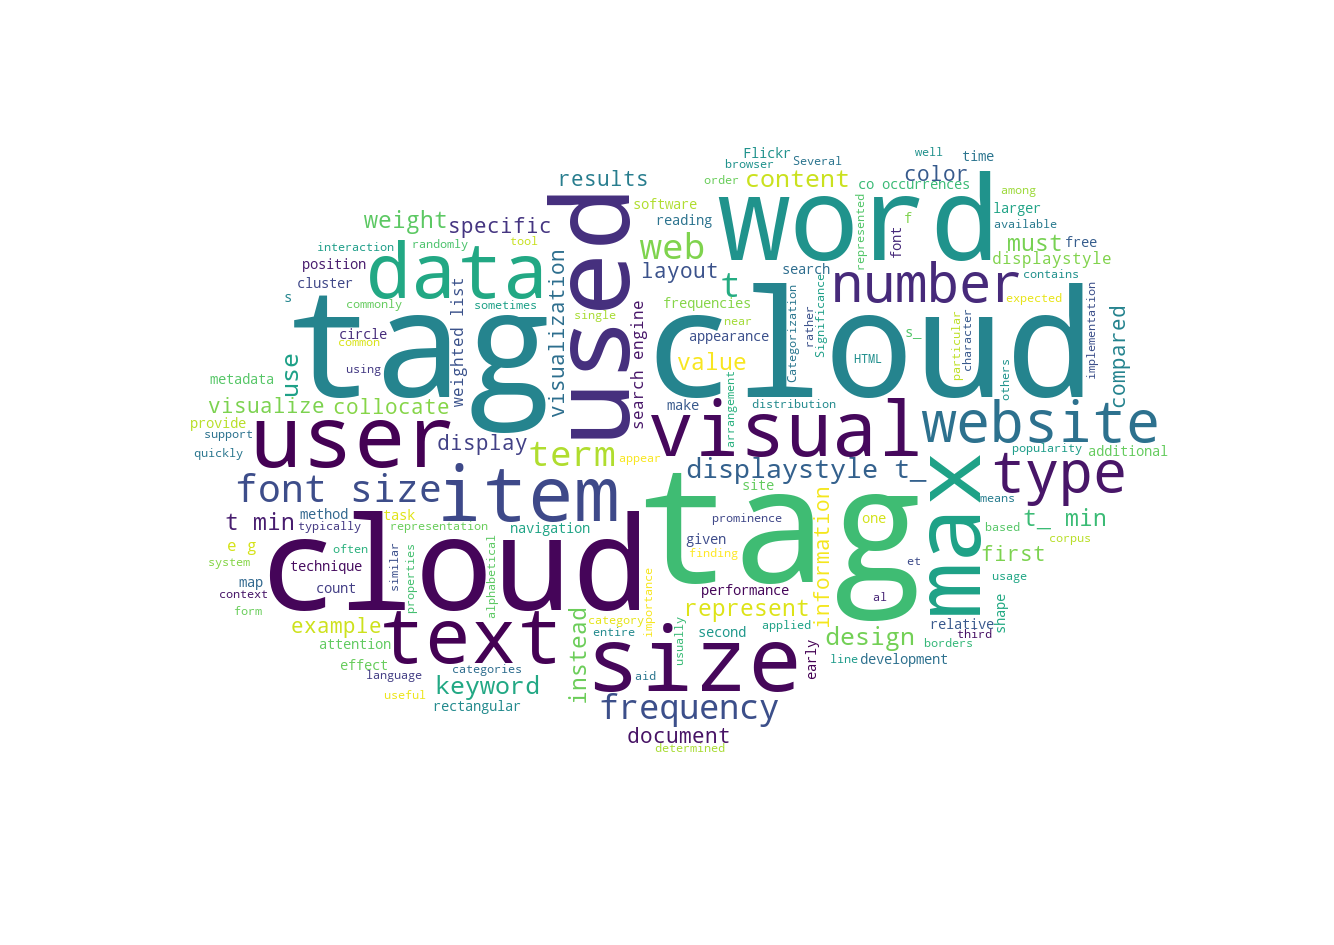 Flickr
browser
Several
well
time
order
content
co occurrences
color
among
results
weight
specific
software
reading
used
word
represented
f
font
larger
available
must
free
displaystyle
interaction
randomly
tool
position
data
visualization
web
layout
t
search
number
contains
cluster
s
commonly
sometimes
weighted list
tag
cloud
frequencies
single
near
search engine
appearance
Categorization
rather
Significance
s_
expected
particular
character
implementation
compared
circle
common
using
use
value
HTML
others
metadata
visualize
collocate
make
arrangement
distribution
provide
support
quickly
user
display
term
appear
visual
website
popularity
additional
font size
item
displaystyle t_
site
max
type
means
t min
method
typically
task
representation
navigation
prominence
information
one
t_ min
based
corpus
e g
often
similar
properties
alphabetical
given
finding
et
first
system
technique
map
count
context
form
cloud
tag
performance
importance
al
usage
shape
example
text
instead
category
entire
represent
second
applied
usually
early
design
relative
third
borders
attention
effect
language
categories
size
aid
line
development
useful
keyword
rectangular
frequency
document
determined